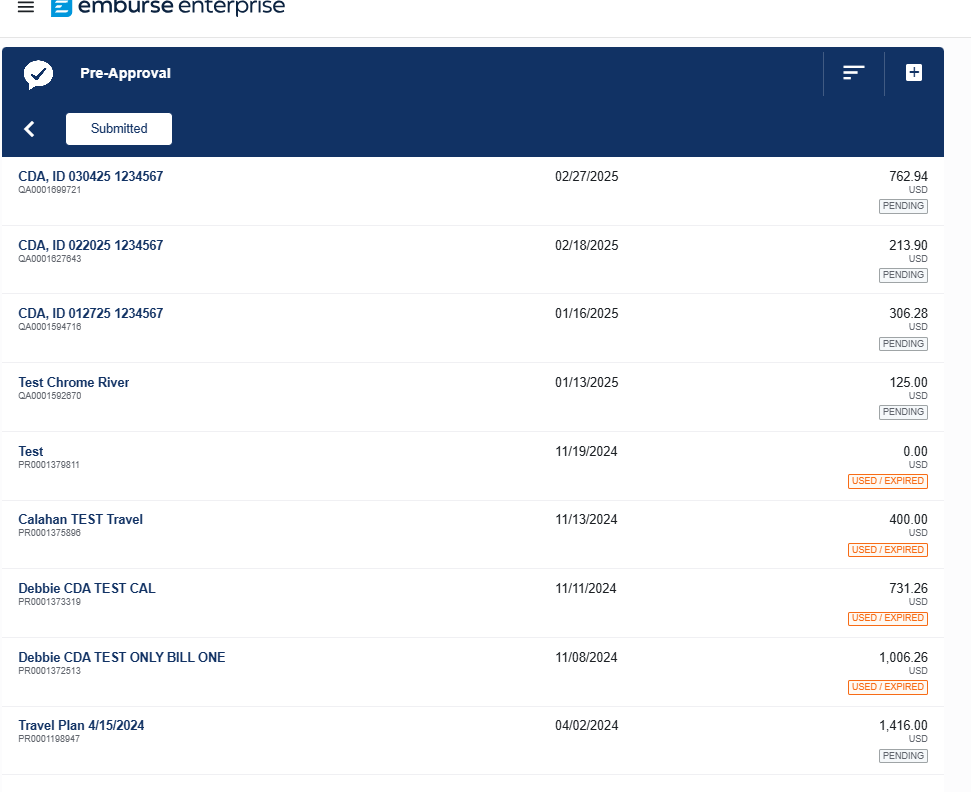 emburse enterprise
Pre-Approval
Submitted
CDA, ID 030425 1234567 02/27/2025 762.94
QA0001699721 USD
PENDING
CDA, ID 022025 1234567 02/18/2025 213.90
QA0001627643 USD
PENDING
CDA, ID 012725 1234567 01/16/2025 306.28
QA0001594716 USD
PENDING
Test Chrome River 01/13/2025 125.00
QA0001592670 USD
PENDING
Test 11/19/2024 0.00
PR0001379811 USD
USED / EXPIRED
Calahan TEST Travel 11/13/2024 400.00
PR0001375896 USD
USED / EXPIRED
Debbie CDA TEST CAL 11/11/2024 731.26
PR0001373319 USD
USED / EXPIRED
Debbie CDA TEST ONLY BILL ONE 11/08/2024 1,006.26
PR0001372513 USD
USED / EXPIRED
Travel Plan 4/15/2024 04/02/2024 1,416.00
PR0001198947 USD
PENDING